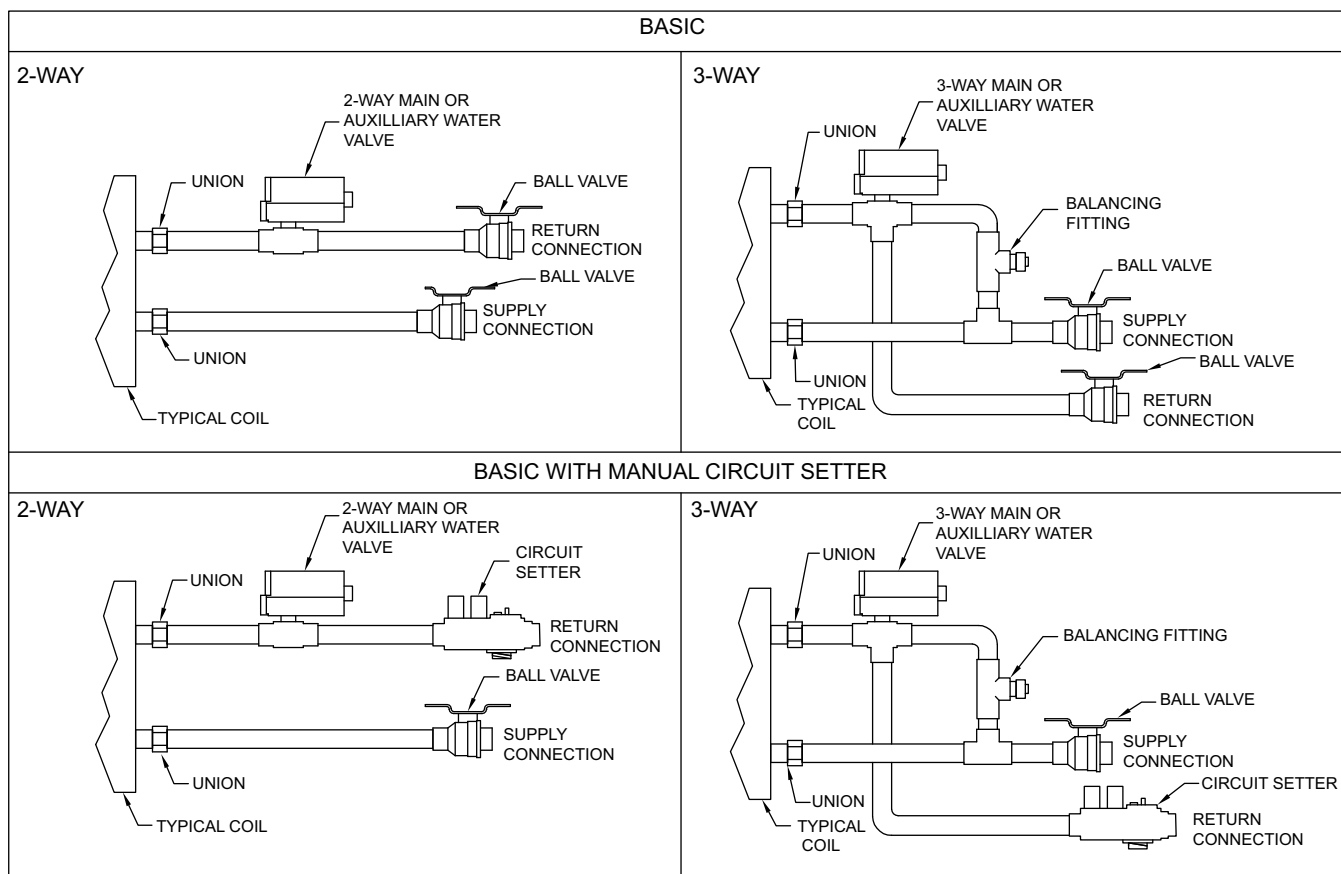 BASIC
2-WAY
2-WAY MAIN OR
AUXILLIARY WATER
VALVE
UNION
BALL VALVE
RETURN
CONNECTION
BALL VALVE
SUPPLY
CONNECTION
UNION
TYPICAL COIL
3-WAY
3-WAY MAIN OR
AUXILLIARY WATER
VALVE
UNION
BALANCING
FITTING
BALL VALVE
SUPPLY
CONNECTION
BALL VALVE
UNION
TYPICAL
COIL
RETURN
CONNECTION
BASIC WITH MANUAL CIRCUIT SETTER
2-WAY
2-WAY MAIN OR
AUXILLIARY WATER
VALVE
CIRCUIT
SETTER
UNION
RETURN
CONNECTION
BALL VALVE
SUPPLY
CONNECTION
UNION
TYPICAL COIL
3-WAY
3-WAY MAIN OR
AUXILLIARY WATER
VALVE
UNION
BALANCING FITTING
BALL VALVE
SUPPLY
CONNECTION
CIRCUIT SETTER
UNION
TYPICAL
COIL
RETURN
CONNECTION